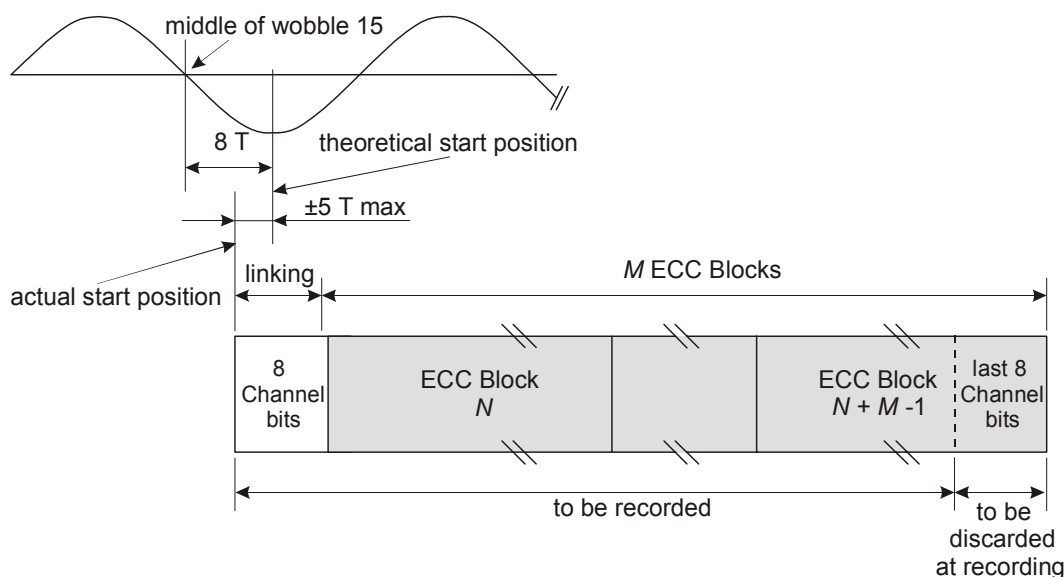 middle of wobble 15
8 T
theoretical start position
±5 T max
linking
M ECC Blocks
actual start position
8
Channel
bits
ECC Block
N
ECC Block
N + M -1
last 8
Channel
bits
to be recorded
to be
discarded
at recording